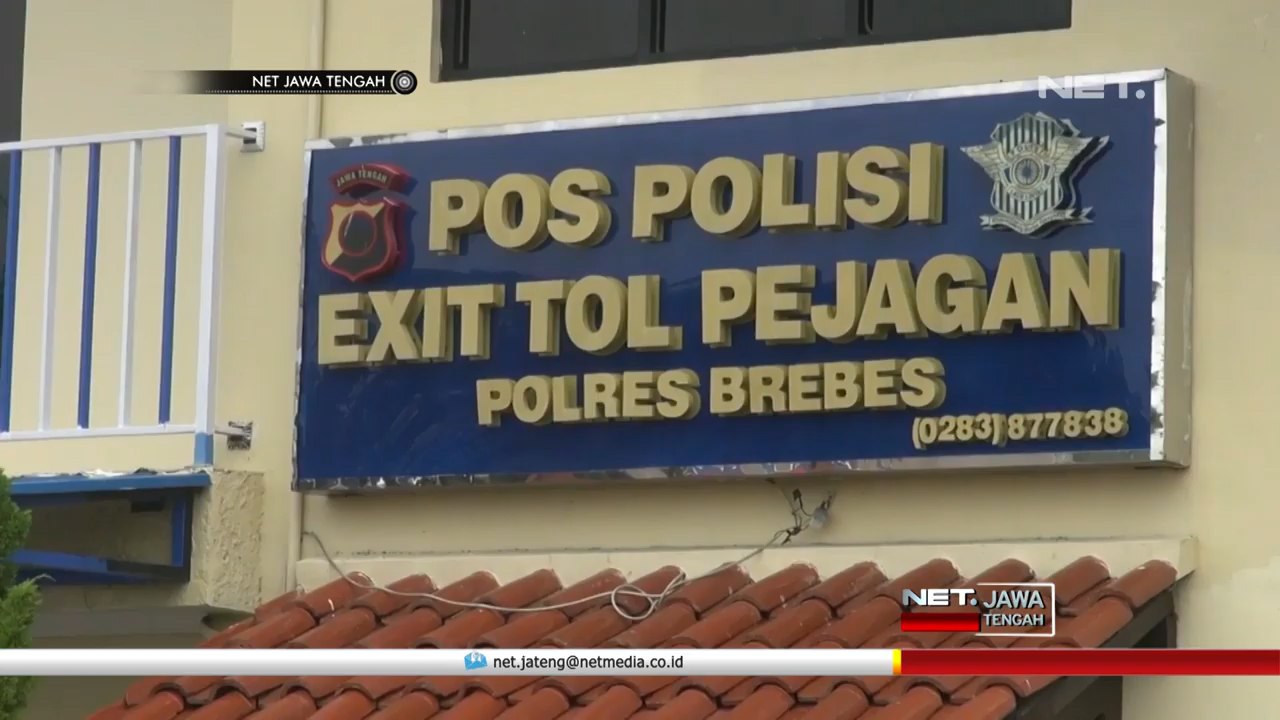 NET JAWA TENGAH
NET.
JAWA TENGAH
POS POLISI
EXIT TOL PEJAGAN
POLRES BREBES
(0283) 877838
NET. JAWA
TENGAH
net.jateng@netmedia.co.id